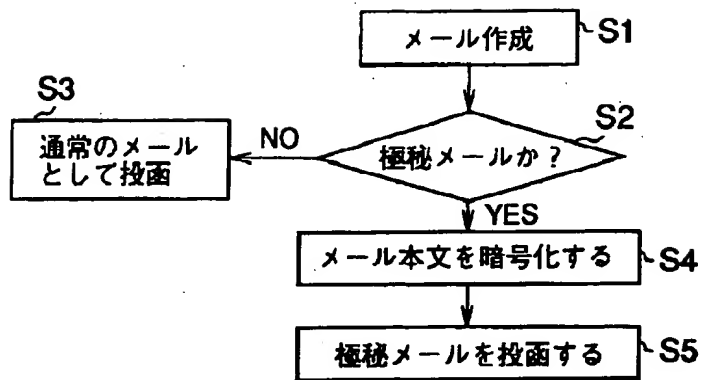 メール作成
S1
S3
通常のメール
として投函
NO
極秘メールか?
S2
YES
メール本文を暗号化する
S4
極秘メールを投函する
S5